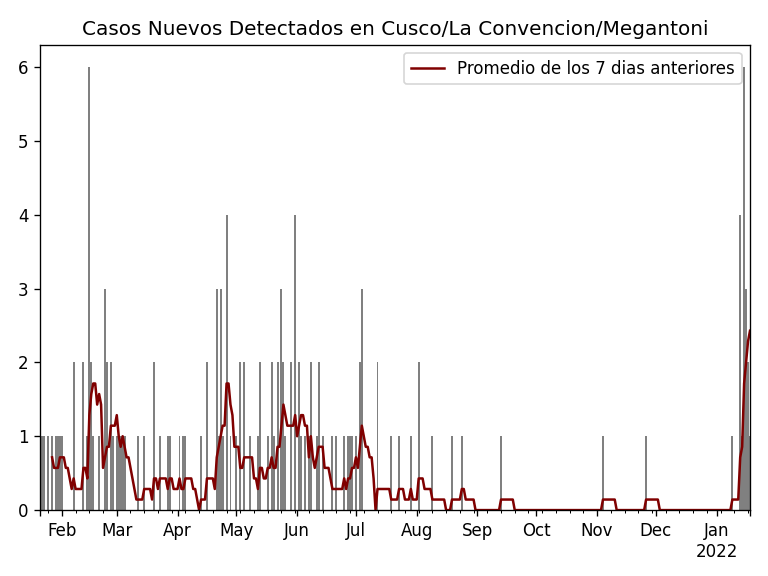 Casos Nuevos Detectados en Cusco/La Convencion/Megantoni
Promedio de los 7 dias anteriores
6
5
4
3
2
1
0
Feb Mar Apr May Jun Jul Aug Sep Oct Nov Dec Jan
2022